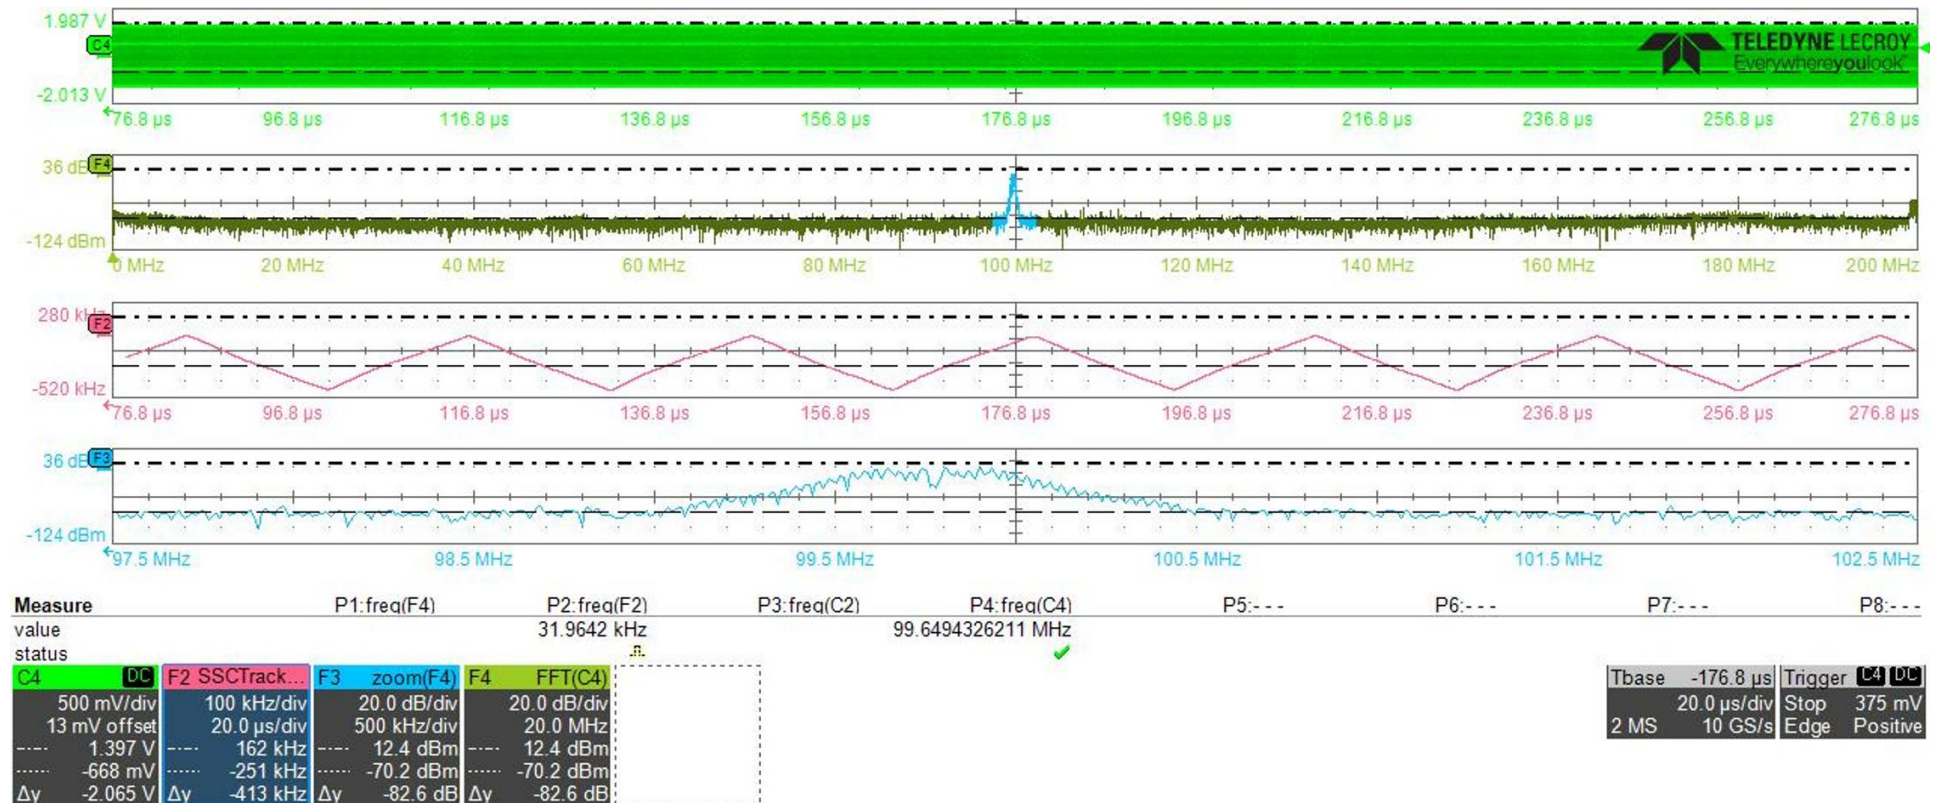 1.987 V
C4
TELEDYNE LECROY
Everywhereyoulook™
-2.013 V
76.8 µs 96.8 µs 116.8 µs 136.8 µs 156.8 µs 176.8 µs 196.8 µs 216.8 µs 236.8 µs 256.8 µs 276.8 µs
36 dB F4
-124 dBm
0 MHz 20 MHz 40 MHz 60 MHz 80 MHz 100 MHz 120 MHz 140 MHz 160 MHz 180 MHz 200 MHz
280 kHz
F2
-520 kHz
76.8 µs 96.8 µs 116.8 µs 136.8 µs 156.8 µs 176.8 µs 196.8 µs 216.8 µs 236.8 µs 256.8 µs 276.8 µs
36 dB F3
-124 dBm
97.5 MHz 98.5 MHz 99.5 MHz 100.5 MHz 101.5 MHz 102.5 MHz
Measure P1:freq(F4) P2:freq(F2) P3:freq(C2) P4:freq(C4) P5:- - - P6:- - - P7:- - - P8:- - -
value 31.9642 kHz 99.6494326211 MHz
status
C4 DC F2 SSCTrack... F3 zoom(F4) F4 FFT(C4) Tbase -176.8 µs Trigger C4 DC
500 mV/div 100 kHz/div 20.0 dB/div 20.0 dB/div 20.0 µs/div Stop 375 mV
13 mV offset 20.0 µs/div 500 kHz/div 20.0 MHz 2 MS 10 GS/s Edge Positive
1.397 V 162 kHz 12.4 dBm 12.4 dBm
-668 mV -251 kHz -70.2 dBm -70.2 dBm
Δy -2.065 V Δy -413 kHz Δy -82.6 dB Δy -82.6 dB